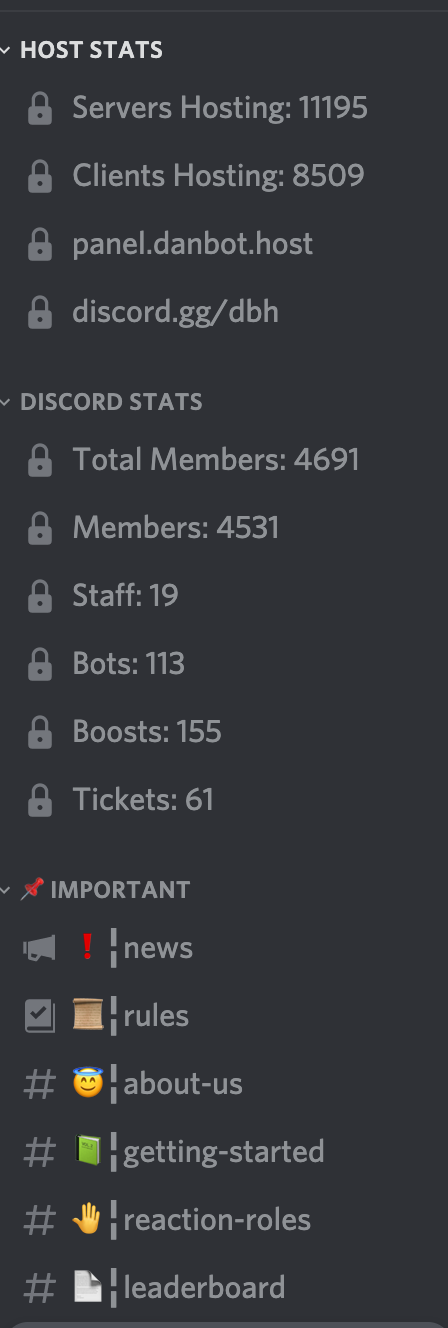 HOST STATS
Servers Hosting: 11195
Clients Hosting: 8509
panel.danbot.host
discord.gg/dbh
DISCORD STATS
Total Members: 4691
Members: 4531
Staff: 19
Bots: 113
Boosts: 155
Tickets: 61
📌 IMPORTANT
❗╏news
📜╏rules
# 😇╏about-us
# 📗╏getting-started
# 🤚╏reaction-roles
# 📄╏leaderboard